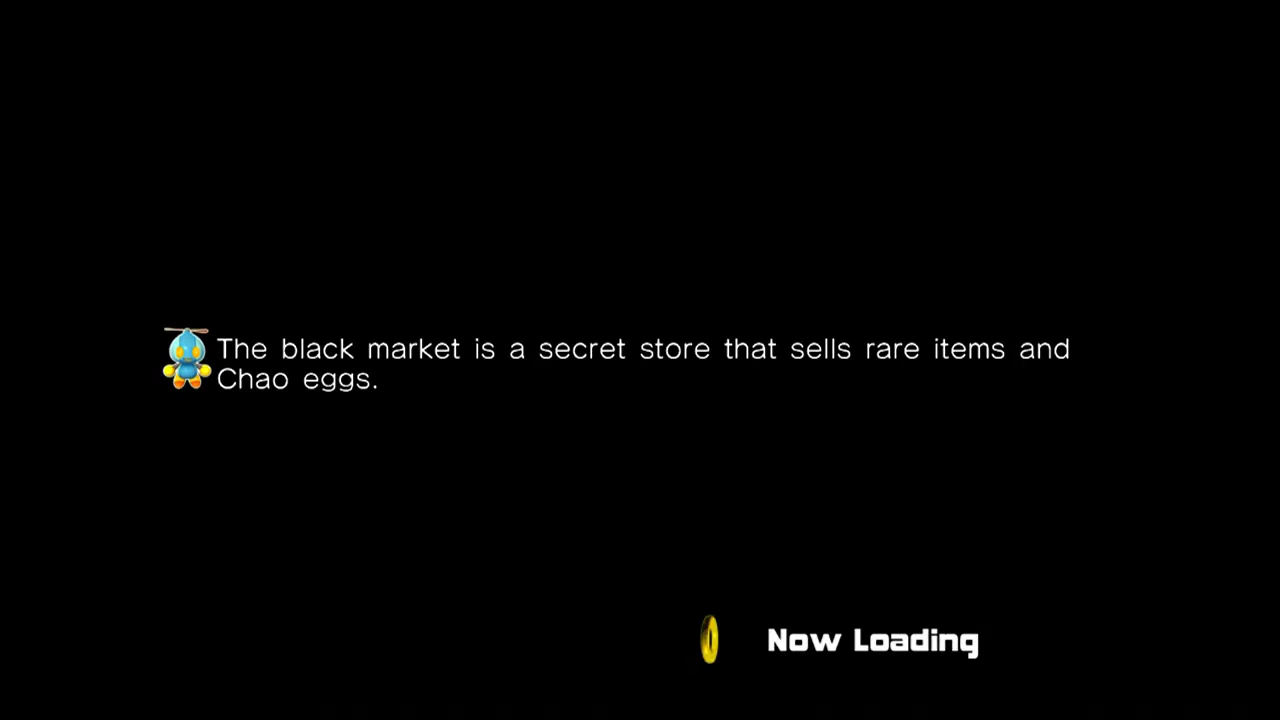 The black market is a secret store that sells rare items and
Chao eggs.
Now Loading